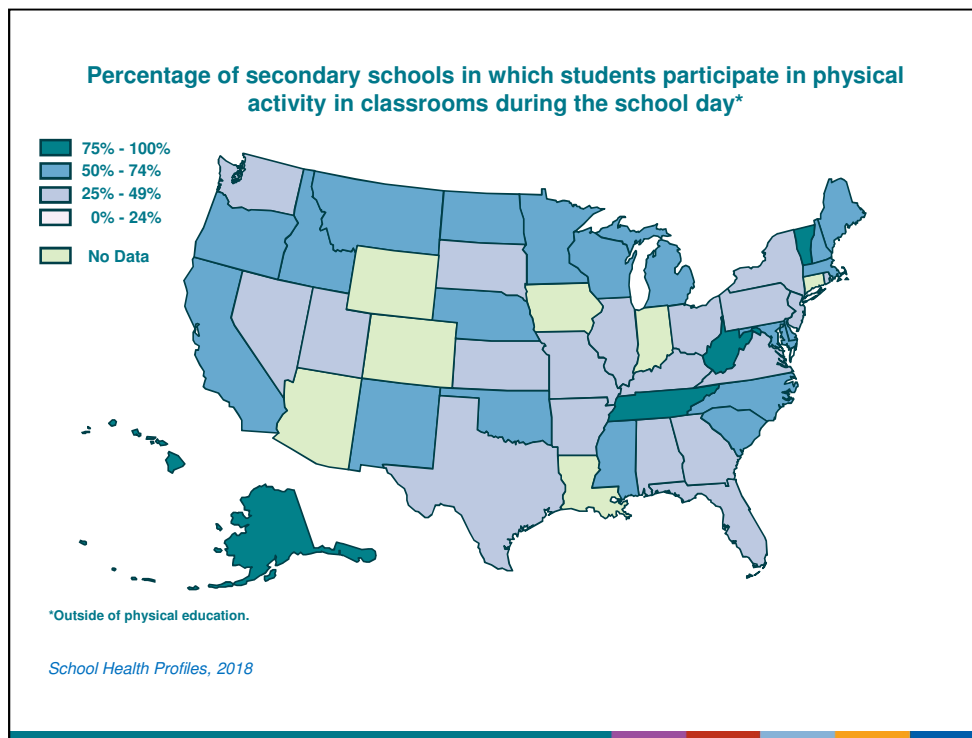 Percentage of secondary schools in which students participate in physical
activity in classrooms during the school day*
75% - 100%
50% - 74%
25% - 49%
0% - 24%
No Data
*Outside of physical education.
School Health Profiles, 2018